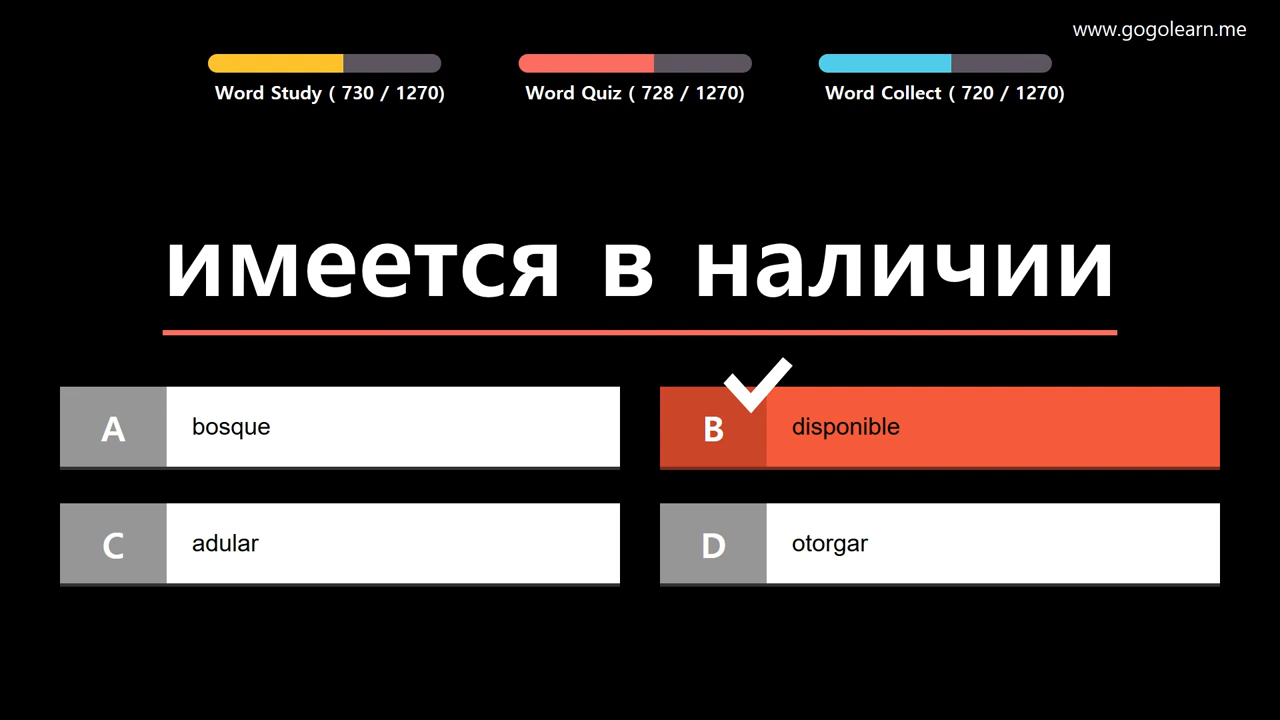 www.gogolearn.me
Word Study ( 730 / 1270)
Word Quiz ( 728 / 1270)
Word Collect ( 720 / 1270)
имеется в наличии
A
bosque
B
disponible
C
adular
D
otorgar